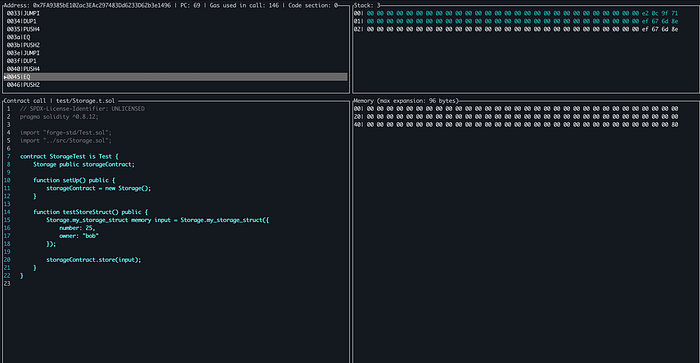 Address: 0x7FA9385bE102ac3EAc297483Dd6233D62b3e1496 | PC: 69 | Gas used in call: 146 | Code section: 0
0033|JUMPI
0034|DUP1
0035|PUSH4
003a|EQ
003b|PUSH2
003e|JUMPI
003f|DUP1
0040|PUSH4
▶0045|EQ
0046|PUSH2
Stack: 3
00| 00 00 00 00 00 00 00 00 00 00 00 00 00 00 00 00 00 00 00 00 00 00 00 00 00 00 00 00 e2 0c 9f 71
01| 00 00 00 00 00 00 00 00 00 00 00 00 00 00 00 00 00 00 00 00 00 00 00 00 00 00 00 00 ef 67 6d 8e
02| 00 00 00 00 00 00 00 00 00 00 00 00 00 00 00 00 00 00 00 00 00 00 00 00 00 00 00 00 ef 67 6d 8e
Contract call | test/Storage.t.sol
1 // SPDX-License-Identifier: UNLICENSED
2 pragma solidity ^0.8.12;
3
4 import "forge-std/Test.sol";
5 import "../src/Storage.sol";
6
7 contract StorageTest is Test {
8 Storage public storageContract;
9
10 function setUp() public {
11 storageContract = new Storage();
12 }
13
14 function testStoreStruct() public {
15 Storage.my_storage_struct memory input = Storage.my_storage_struct({
16 number: 25,
17 owner: "bob"
18 });
19
20 storageContract.store(input);
21 }
22 }
23
Memory (max expansion: 96 bytes)
00| 00 00 00 00 00 00 00 00 00 00 00 00 00 00 00 00 00 00 00 00 00 00 00 00 00 00 00 00 00 00 00 00
20| 00 00 00 00 00 00 00 00 00 00 00 00 00 00 00 00 00 00 00 00 00 00 00 00 00 00 00 00 00 00 00 00
40| 00 00 00 00 00 00 00 00 00 00 00 00 00 00 00 00 00 00 00 00 00 00 00 00 00 00 00 00 00 00 00 80